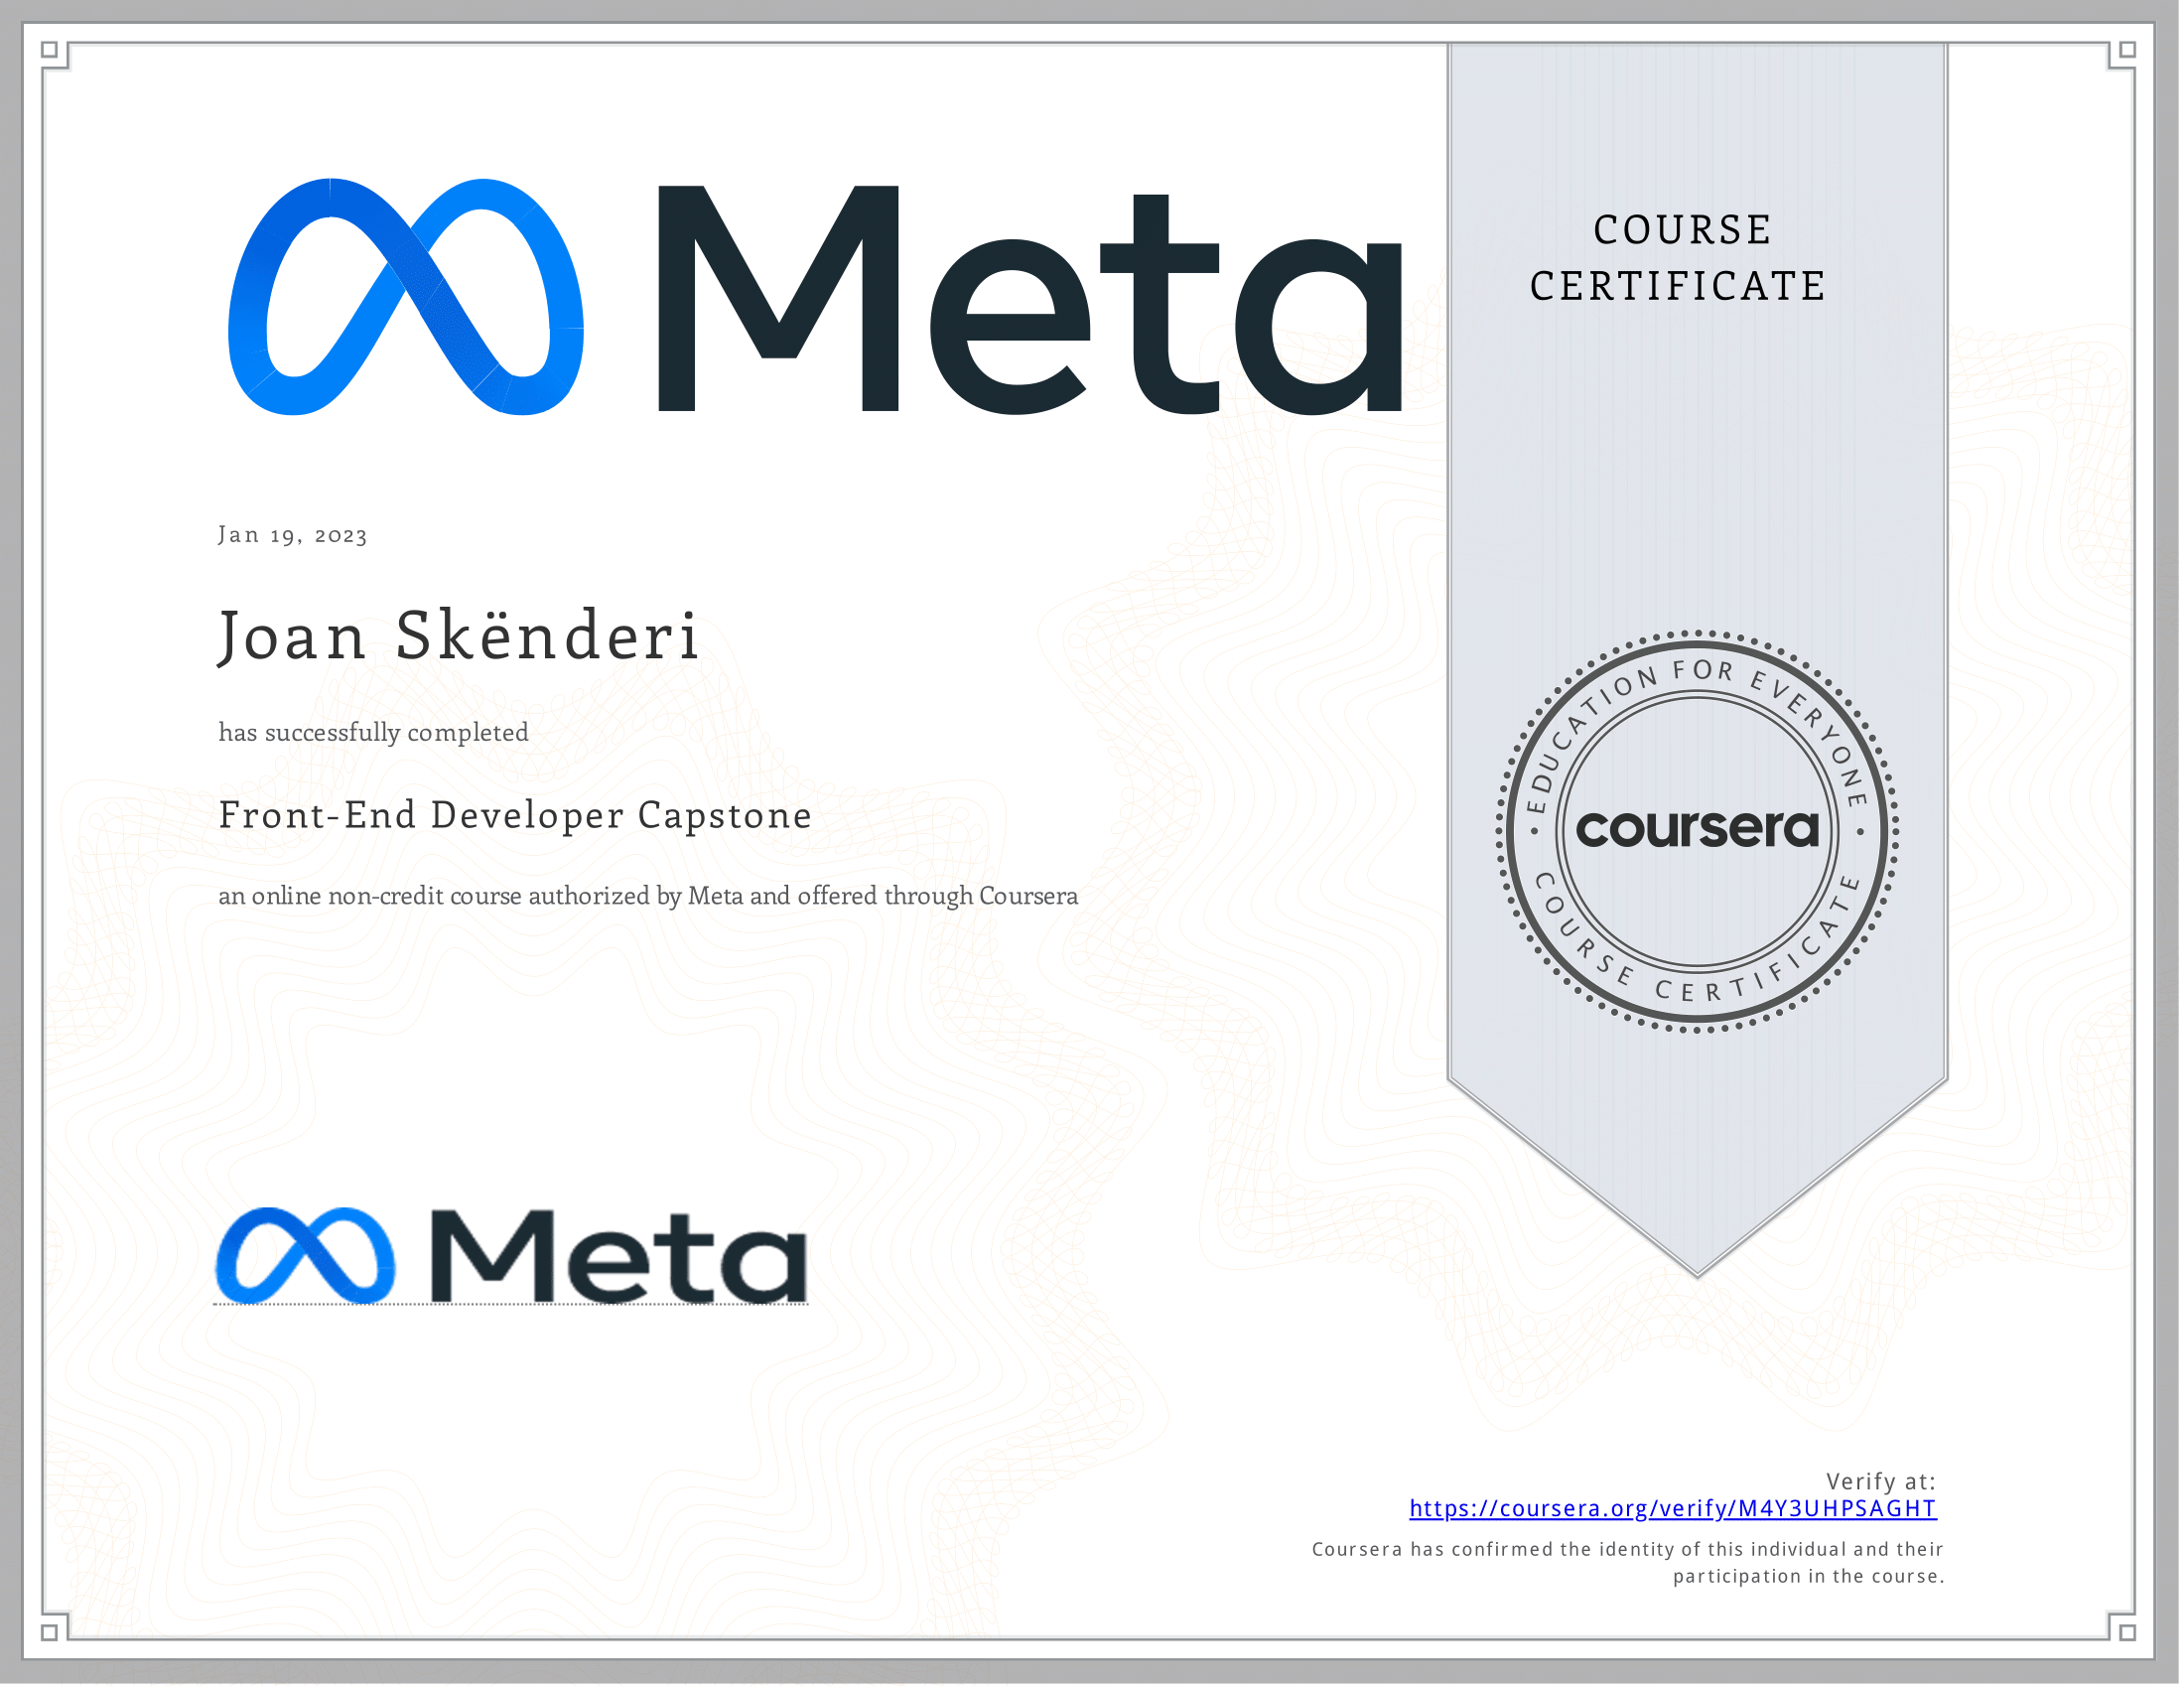 Meta
COURSE
CERTIFICATE
Jan 19, 2023
Joan Skënderi
has successfully completed
Front-End Developer Capstone
an online non-credit course authorized by Meta and offered through Coursera
EDUCATION FOR EVERYONE
coursera
COURSE CERTIFICATE
Meta
Verify at:
https://coursera.org/verify/M4Y3UHPSAGHT
Coursera has confirmed the identity of this individual and their
participation in the course.